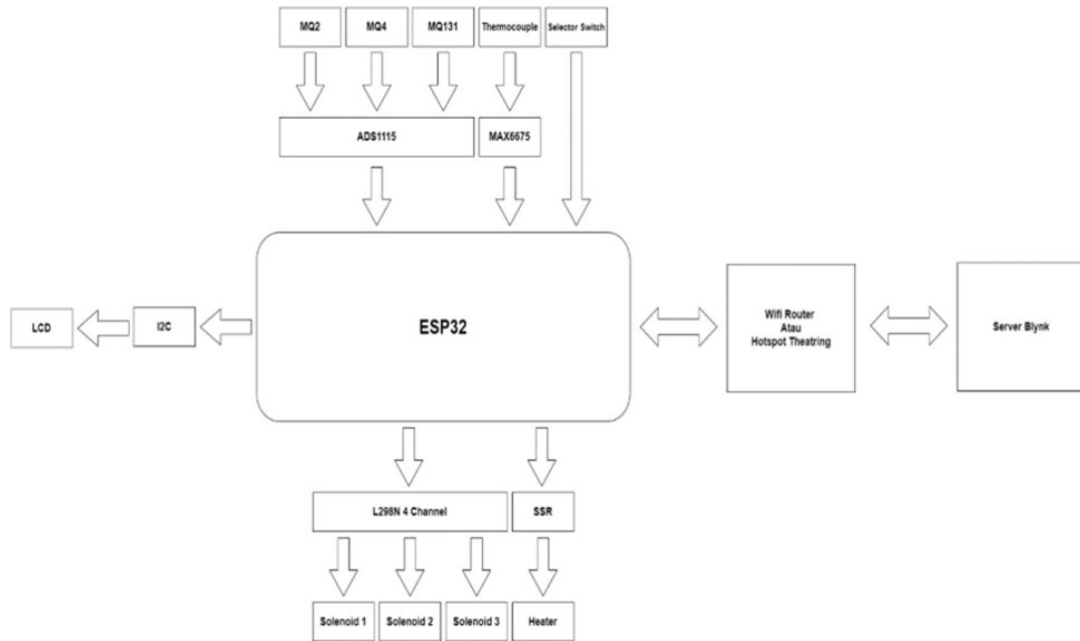 MQ2
MQ4
MQ131
Thermocouple
Selector Switch
ADS1115
MAX6675
ESP32
LCD
I2C
Wifi Router
Atau
Hotspot Theatring
Server Blynk
L298N 4 Channel
SSR
Solenoid 1
Solenoid 2
Solenoid 3
Heater